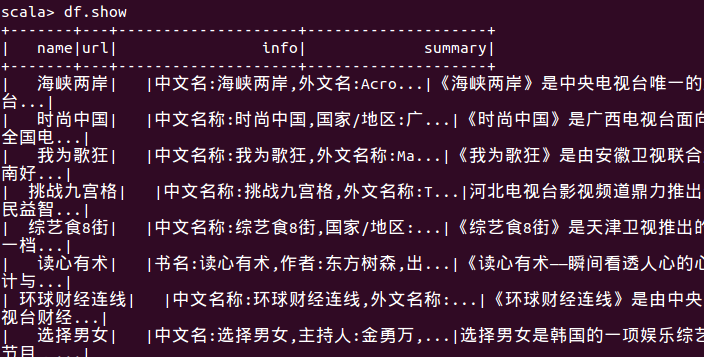 scala> df.show
+-------+---+--------------------+--------------------+
|   name|url|                info|             summary|
+-------+---+--------------------+--------------------+
|   海峡两岸|   |中文名:海峡两岸,外文名:Acro...|《海峡两岸》是中央电视台唯一的
台...|
|   时尚中国|   |中文名称:时尚中国,国家/地区:广...|《时尚中国》是广西电视台面向
全国电...|
|   我为歌狂|   |中文名称:我为歌狂,外文名称:Ma...|《我为歌狂》是由安徽卫视联合
南好...|
|  挑战九宫格|   |中文名称:挑战九宫格,外文名称:T...|河北电视台影视频道鼎力推出
民益智...|
|  综艺食8街|   |中文名称:综艺食8街,国家/地区:...|《综艺食8街》是天津卫视推出的
一档...|
|   读心有术|   |书名:读心有术,作者:东方树森,出...|《读心有术—瞬间看透人心的心
计与...|
| 环球财经连线|   |中文名称:环球财经连线,外文名称:...|《环球财经连线》是由中央
视台财经...|
|   选择男女|   |中文名:选择男女,主持人:金勇万,...|选择男女是韩国的一项娱乐综艺
节目...|